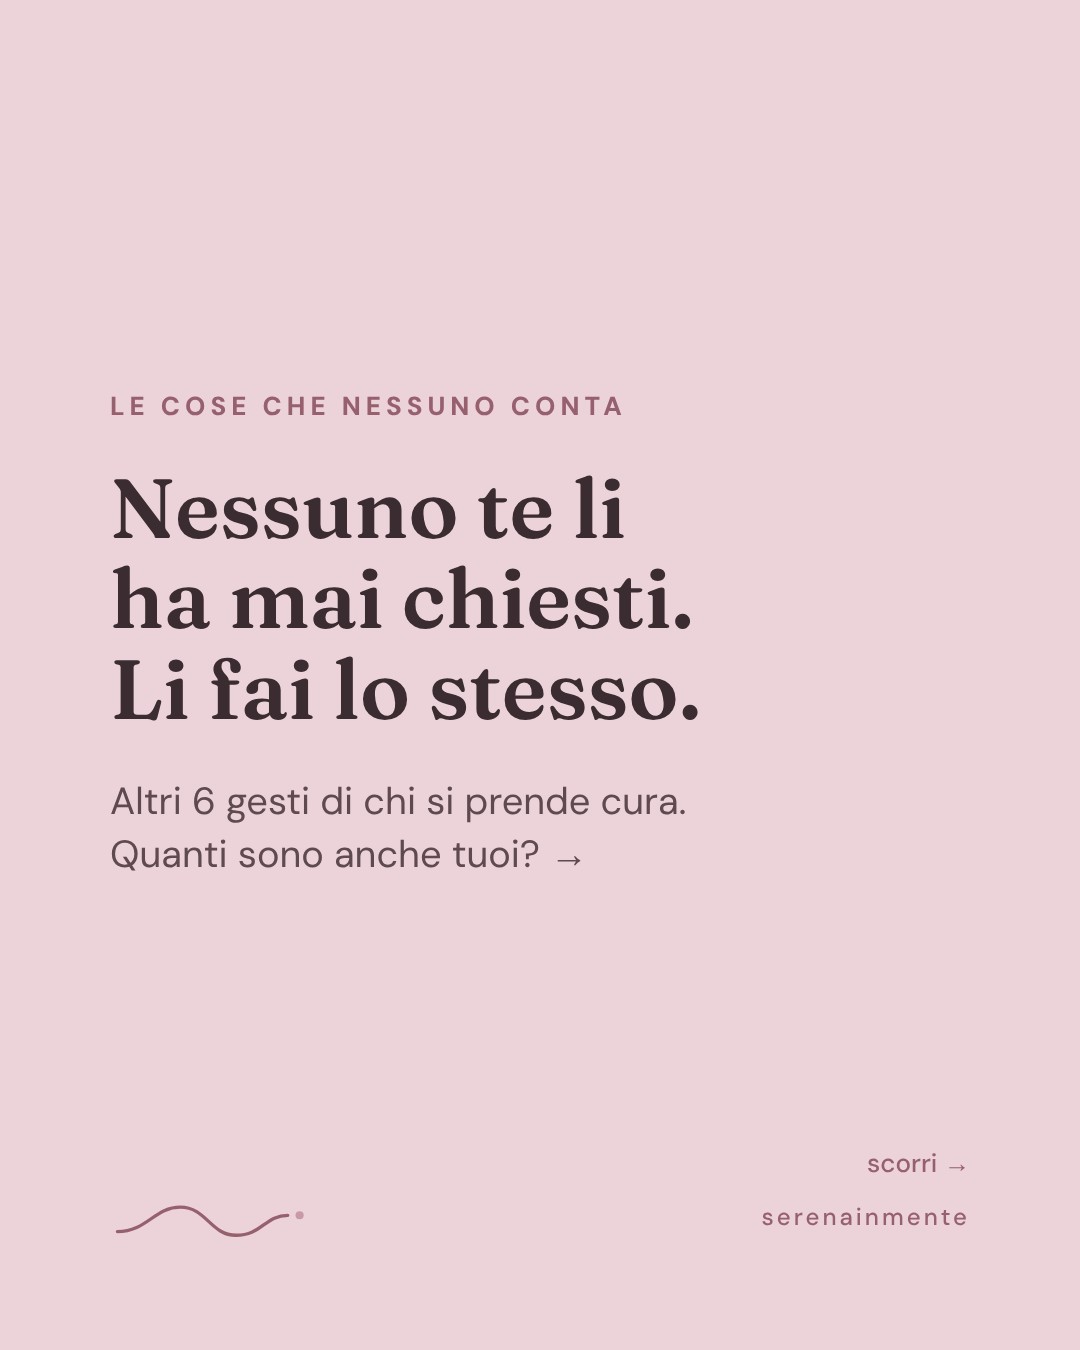 LE COSE CHE NESSUNO CONTA
Nessuno te li
ha mai chiesti.
Li fai lo stesso.
Altri 6 gesti di chi si prende cura.
Quanti sono anche tuoi? →
scorri →
serenainmente